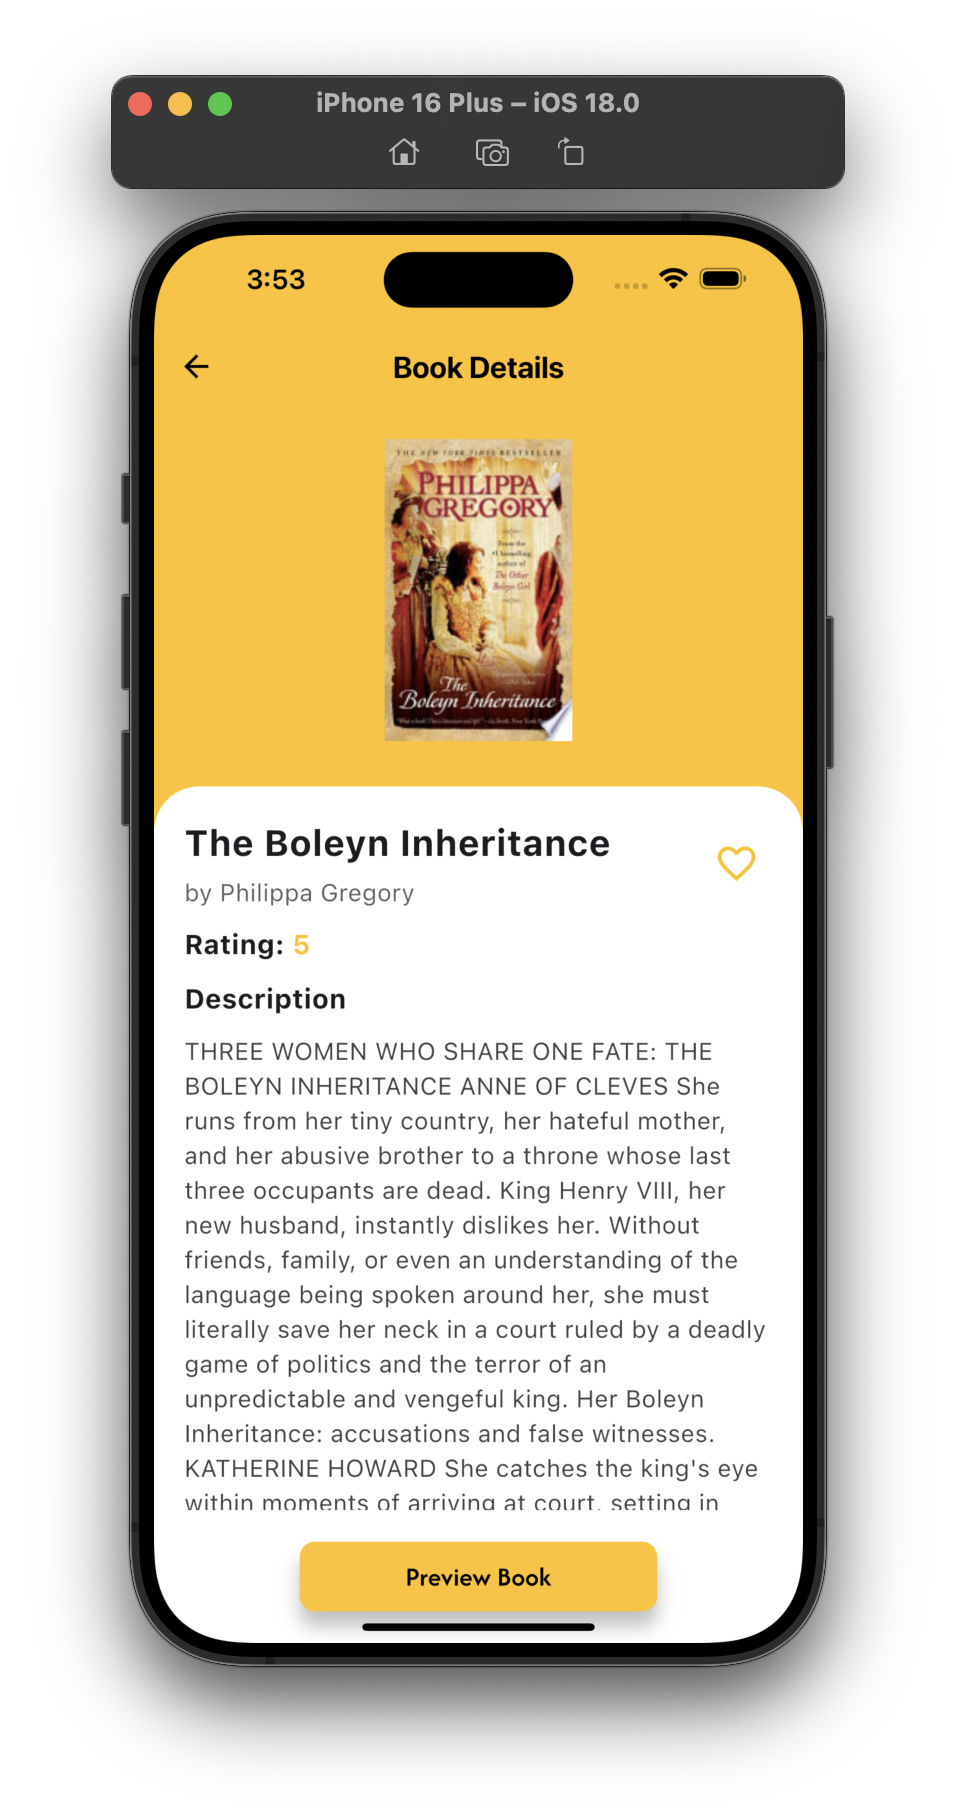 iPhone 16 Plus – iOS 18.0
3:53
Book Details
THE NEW YORK TIMES BESTSELLER
PHILIPPA
GREGORY
From the
#1 bestselling
author of
The Other
Boleyn Girl
The
Boleyn Inheritance
The Boleyn Inheritance
by Philippa Gregory
Rating: 5
Description
THREE WOMEN WHO SHARE ONE FATE: THE
BOLEYN INHERITANCE ANNE OF CLEVES She
runs from her tiny country, her hateful mother,
and her abusive brother to a throne whose last
three occupants are dead. King Henry VIII, her
new husband, instantly dislikes her. Without
friends, family, or even an understanding of the
language being spoken around her, she must
literally save her neck in a court ruled by a deadly
game of politics and the terror of an
unpredictable and vengeful king. Her Boleyn
Inheritance: accusations and false witnesses.
KATHERINE HOWARD She catches the king's eye
within moments of arriving at court, setting in
Preview Book